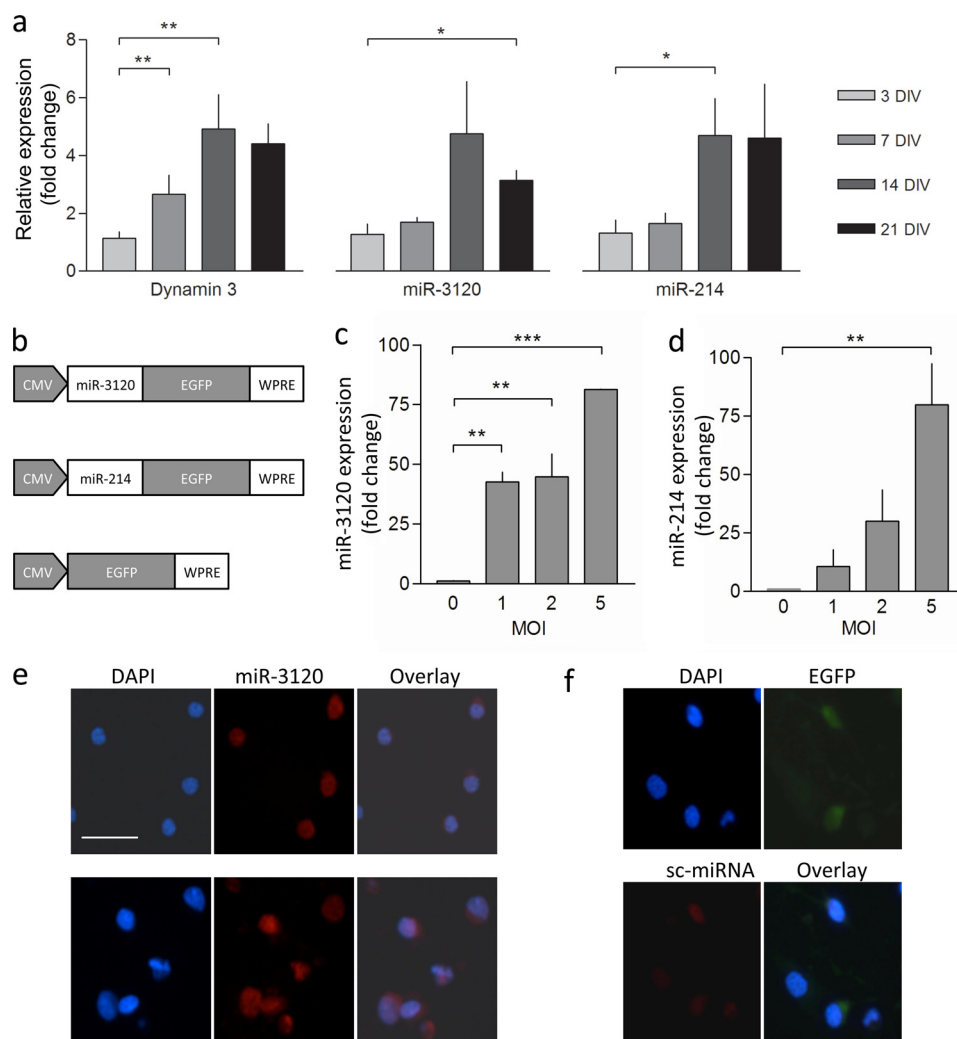 a
Relative expression
(fold change)
8
6
4
2
0
**
**
*
*
Dynamin 3
miR-3120
miR-214
3 DIV
7 DIV
14 DIV
21 DIV
b
CMV miR-3120 EGFP WPRE
CMV miR-214 EGFP WPRE
CMV EGFP WPRE
c
miR-3120 expression
(fold change)
100
75
50
25
0
***
**
**
0 1 2 5
MOI
d
miR-214 expression
(fold change)
100
75
50
25
0
**
0 1 2 5
MOI
e
DAPI miR-3120 Overlay
f
DAPI EGFP
sc-miRNA Overlay